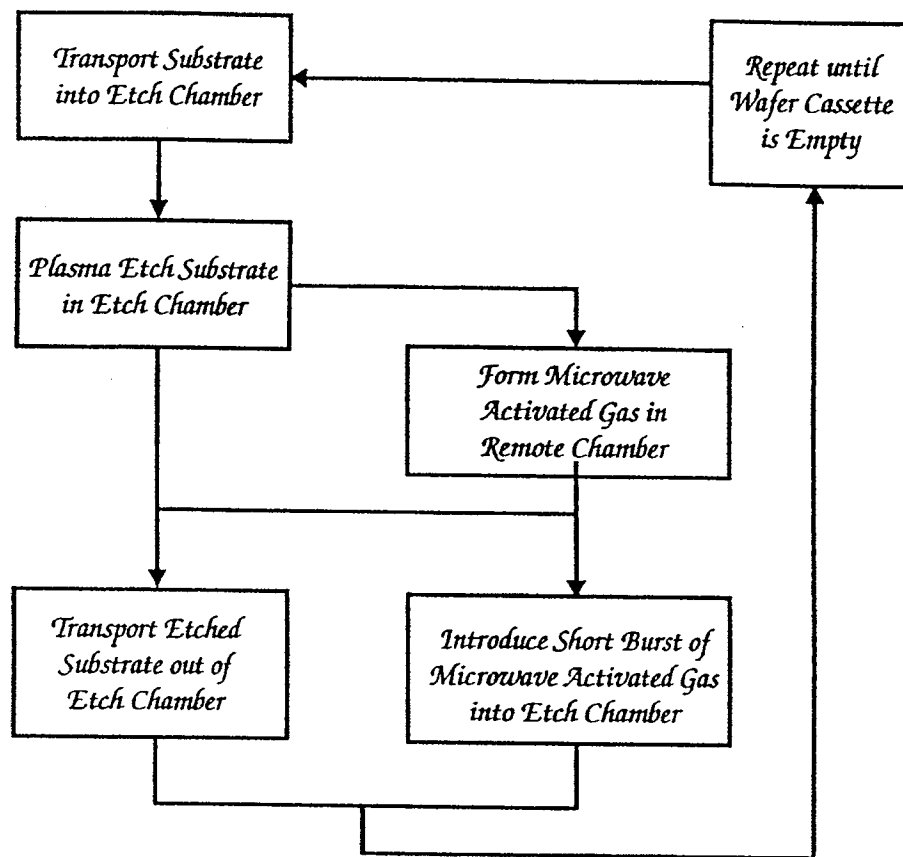 Transport Substrate
into Etch Chamber
Repeat until
Wafer Cassette
is Empty
Plasma Etch Substrate
in Etch Chamber
Form Microwave
Activated Gas in
Remote Chamber
Transport Etched
Substrate out of
Etch Chamber
Introduce Short Burst of
Microwave Activated Gas
into Etch Chamber